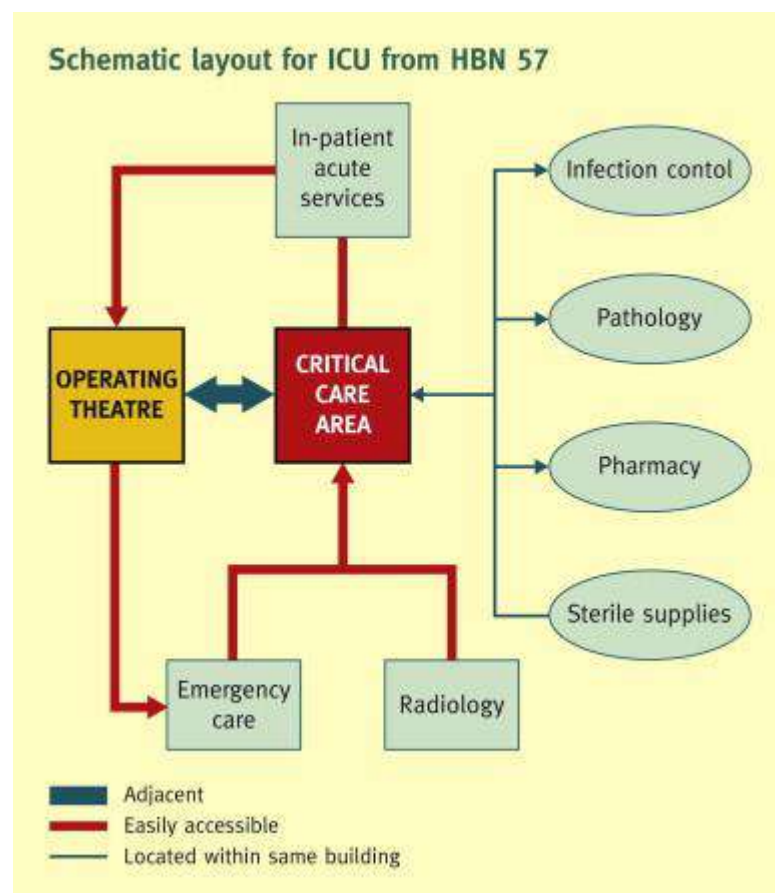 Schematic layout for ICU from HBN 57
In-patient
acute
services
Infection contol
Pathology
OPERATING
THEATRE
CRITICAL
CARE
AREA
Pharmacy
Sterile supplies
Emergency
care
Radiology
Adjacent
Easily accessible
Located within same building